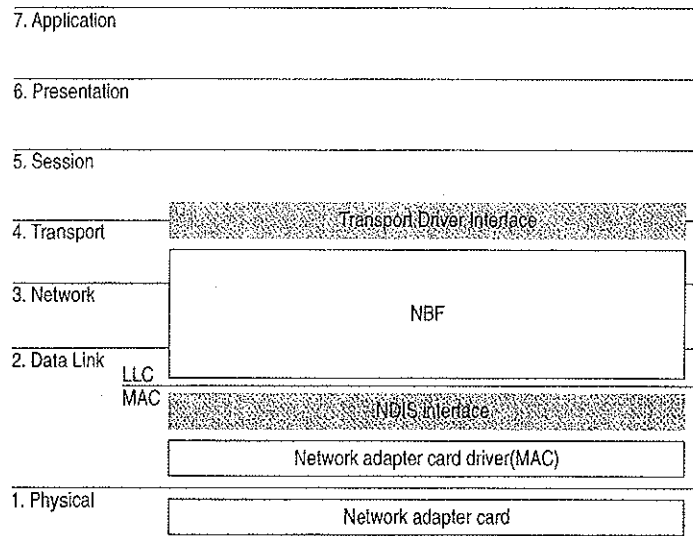 7. Application
6. Presentation
5. Session
Transport Driver Interface
4. Transport
3. Network
NBF
2. Data Link
LLC
MAC
NDIS interface
Network adapter card driver(MAC)
1. Physical
Network adapter card